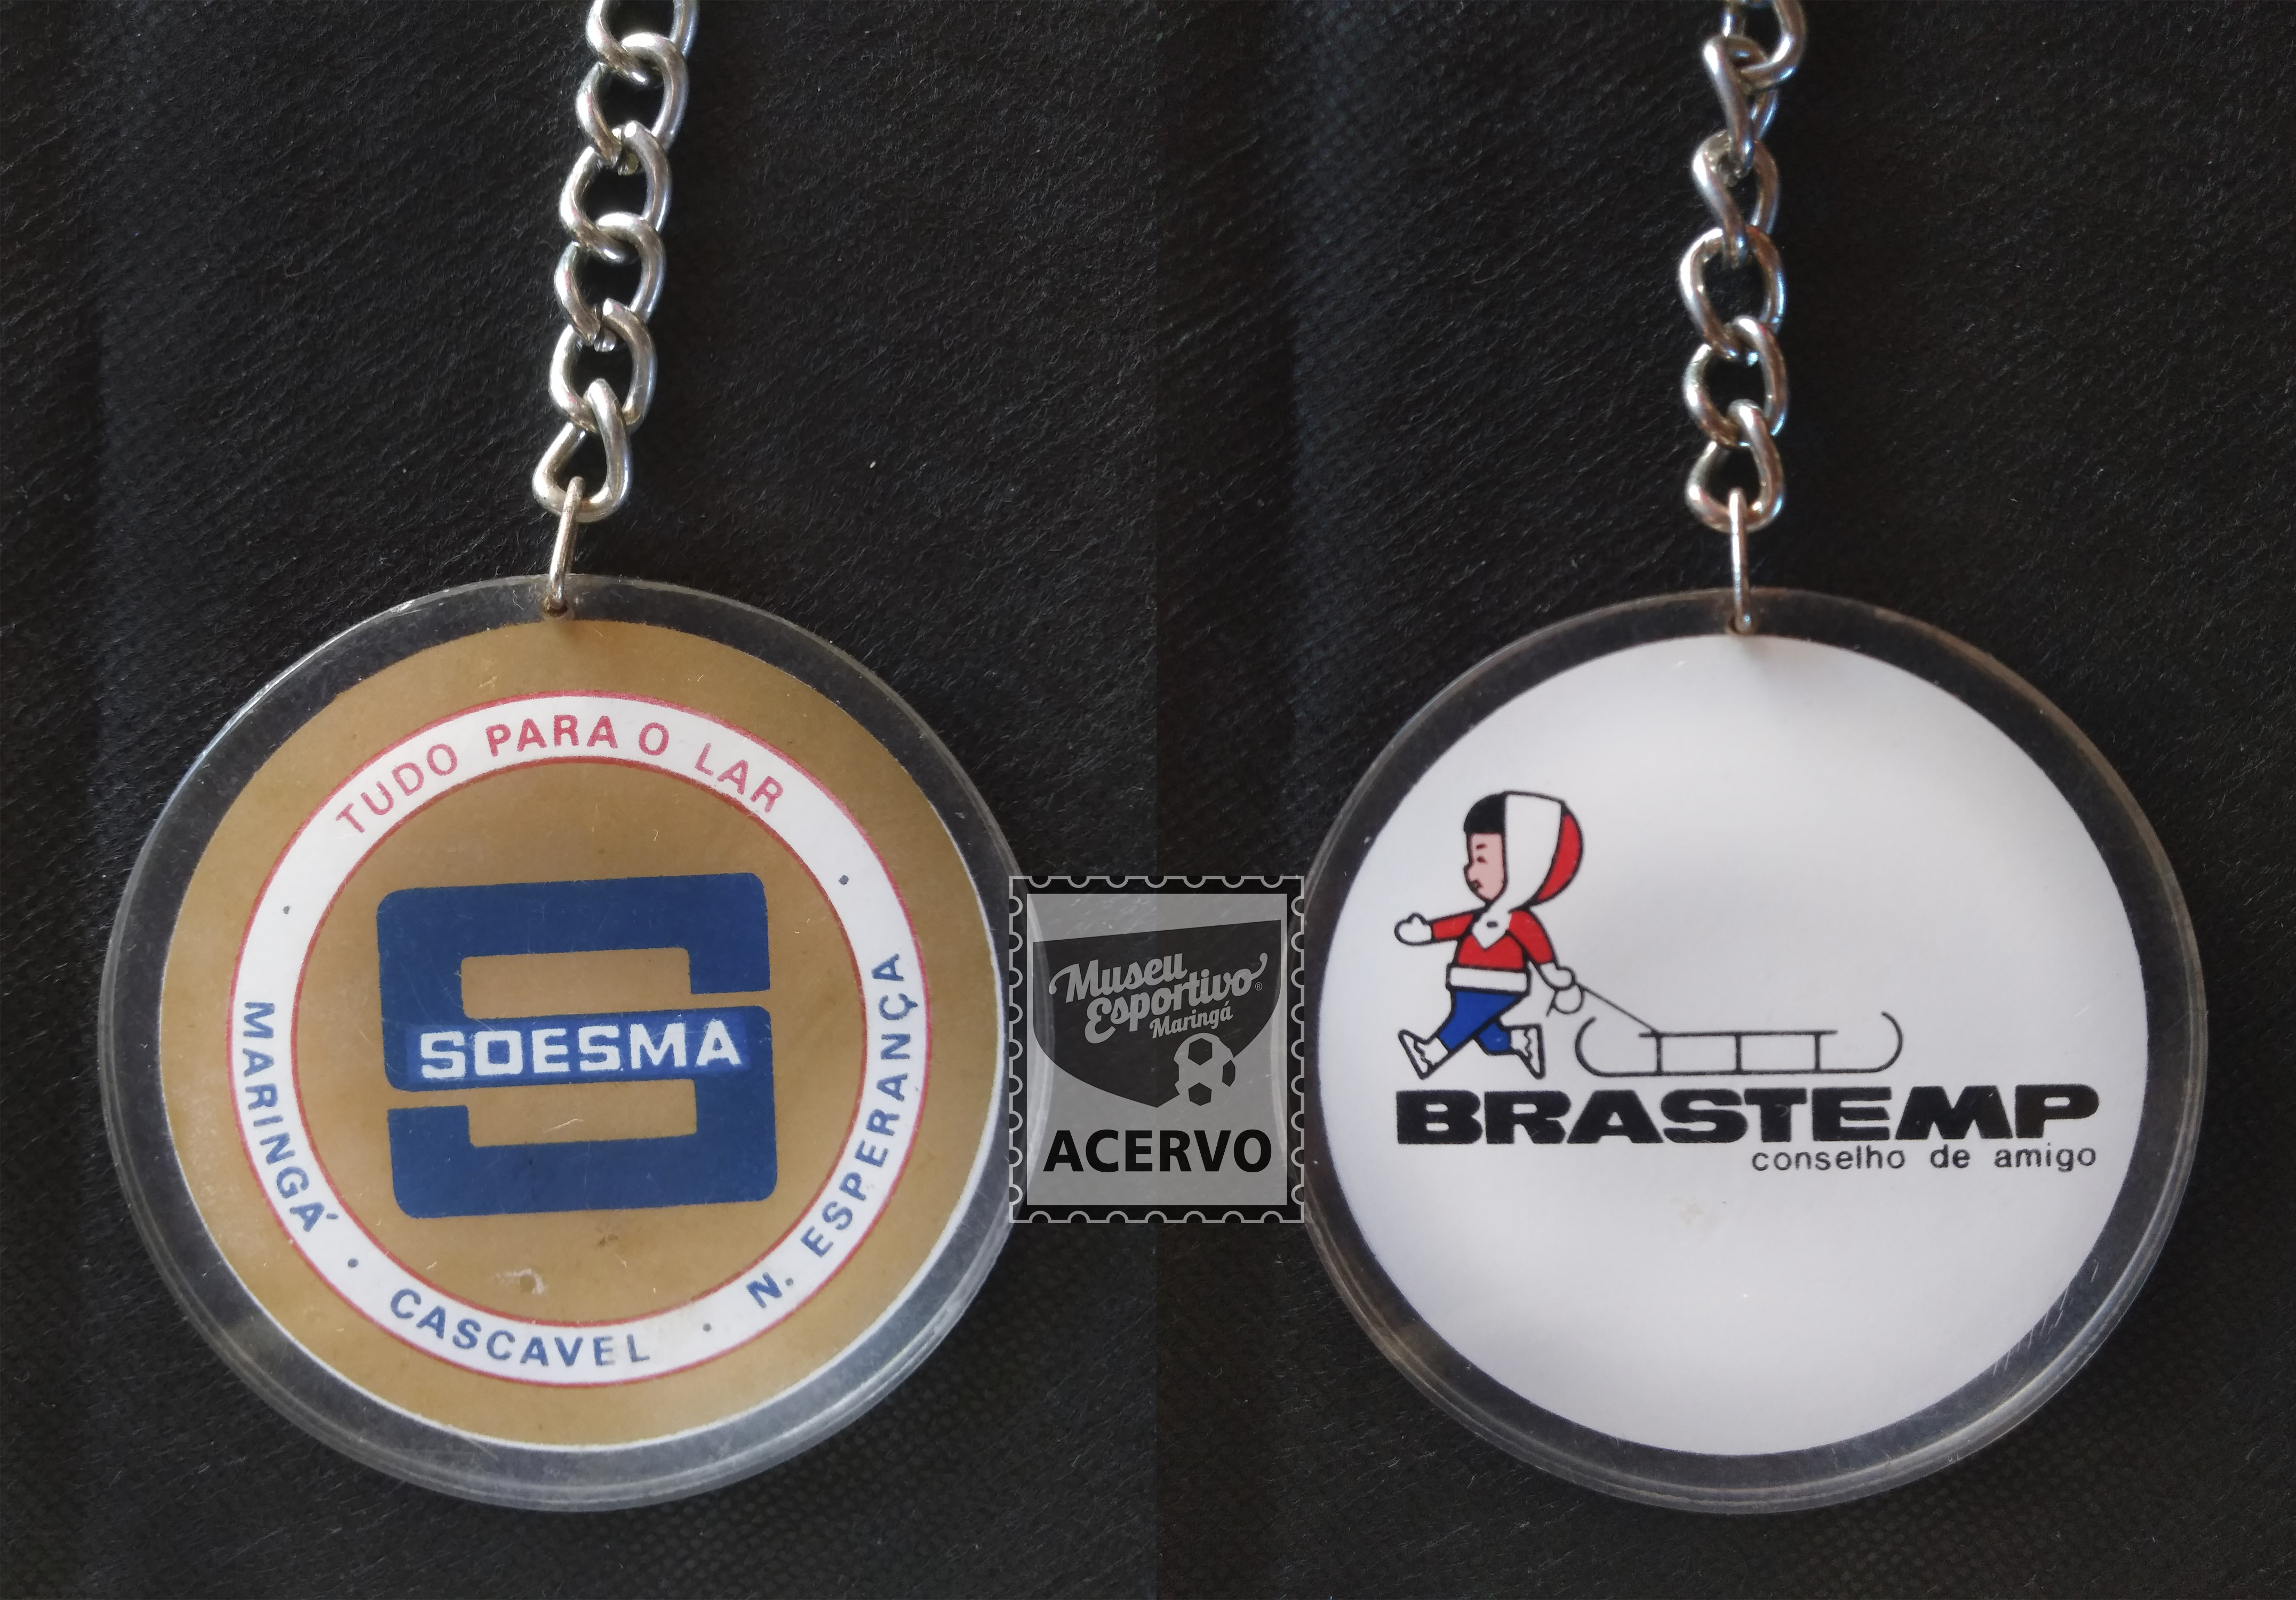 TUDO PARA O LAR
SOESMA
MARINGÁ • CASCAVEL • N. ESPERANÇA
Museu
Esportivo®
Maringá
ACERVO
BRASTEMP
conselho de amigo